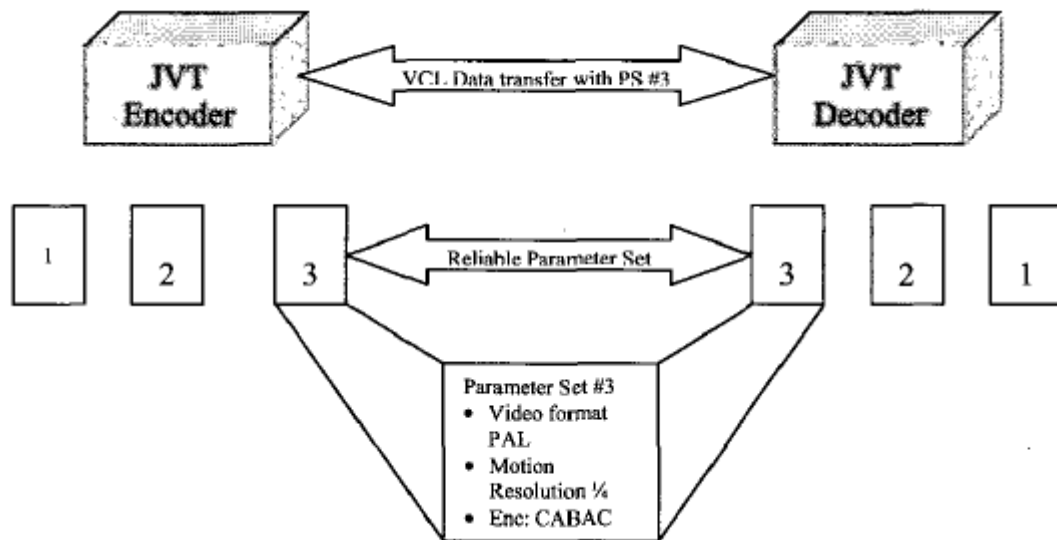 JVT
Encoder
VCL Data transfer with PS #3
JVT
Decoder
1
2
3
Reliable Parameter Set
3
2
1
Parameter Set #3
• Video format
PAL
• Motion
Resolution ¼
• Enc: CABAC